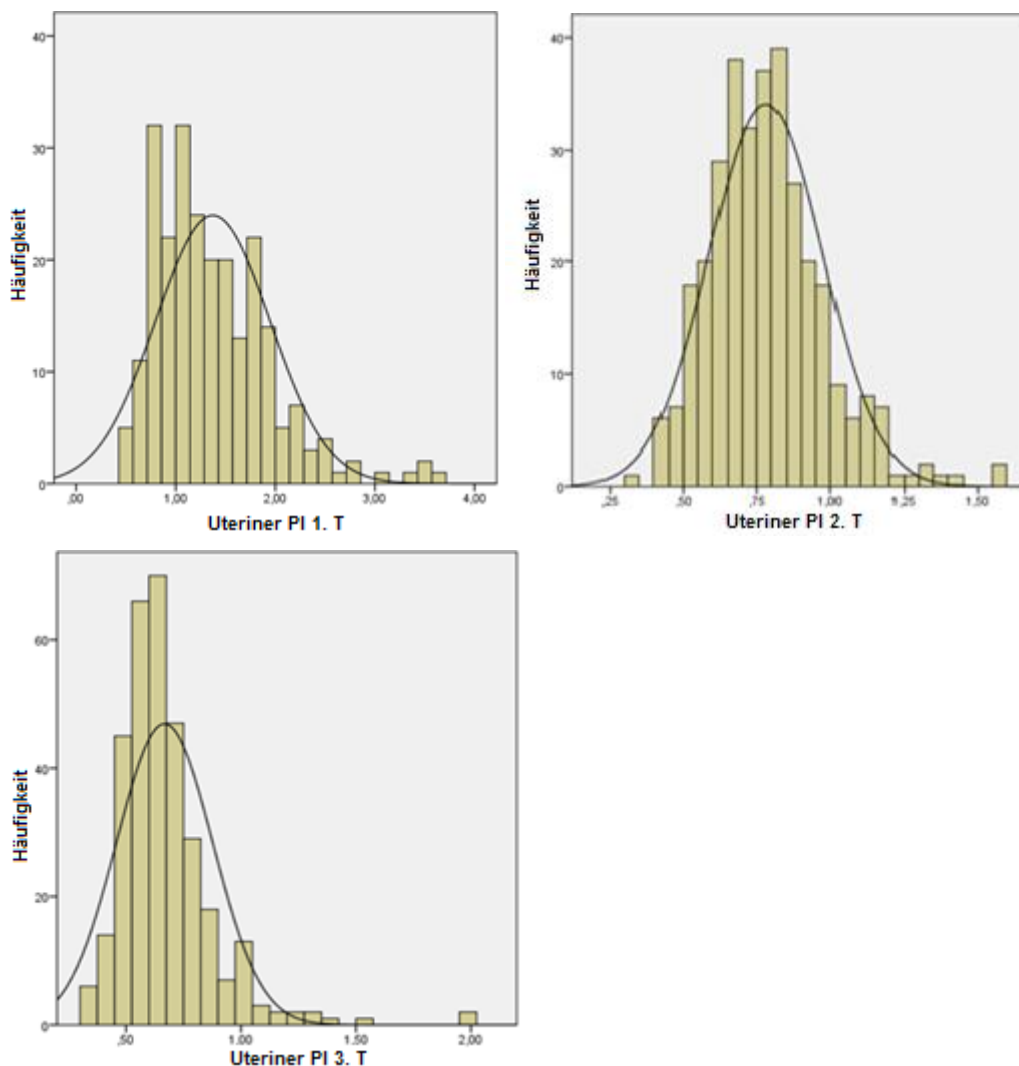 Häufigkeit
40
30
20
10
0
,00 1,00 2,00 3,00 4,00
Uteriner PI 1. T
Häufigkeit
40
30
20
10
0
,25 ,50 ,75 1,00 1,25 1,50
Uteriner PI 2. T
Häufigkeit
60
40
20
0
,50 1,00 1,50 2,00
Uteriner PI 3. T